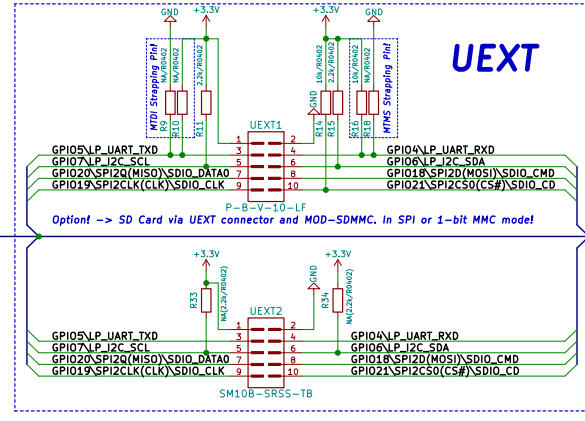 GND
+3.3V
+3.3V
GND
UEXT
MTDI Strapping Pin!
NA/R0402
NA/R0402
2.2k/R0402
10k/R0402
2.2k/R0402
10k/R0402
NA/R0402
MTMS Strapping Pin!
R9
R10
R11
GND
R14
R15
R16
R18
UEXT1
1 2
GPIO5\LP_UART_TXD 3 4 GPIO4\LP_UART_RXD
GPIO7\LP_I2C_SCL 5 6 GPIO6\LP_I2C_SDA
GPIO20\SPI2Q(MISO)\SDIO_DATA0 7 8 GPIO18\SPI2D(MOSI)\SDIO_CMD
GPIO19\SPI2CLK(CLK)\SDIO_CLK 9 10 GPIO21\SPI2CS0(CS#)\SDIO_CD
P-B-V-10-LF
Option! -> SD Card via UEXT connector and MOD-SDMMC. In SPI or 1-bit MMC mode!
+3.3V
+3.3V
GND
R33
NA(2.2k/R0402)
R34
NA(2.2k/R0402)
UEXT2
1 2
GPIO5\LP_UART_TXD 3 4 GPIO4\LP_UART_RXD
GPIO7\LP_I2C_SCL 5 6 GPIO6\LP_I2C_SDA
GPIO20\SPI2Q(MISO)\SDIO_DATA0 7 8 GPIO18\SPI2D(MOSI)\SDIO_CMD
GPIO19\SPI2CLK(CLK)\SDIO_CLK 9 10 GPIO21\SPI2CS0(CS#)\SDIO_CD
SM10B-SRSS-TB